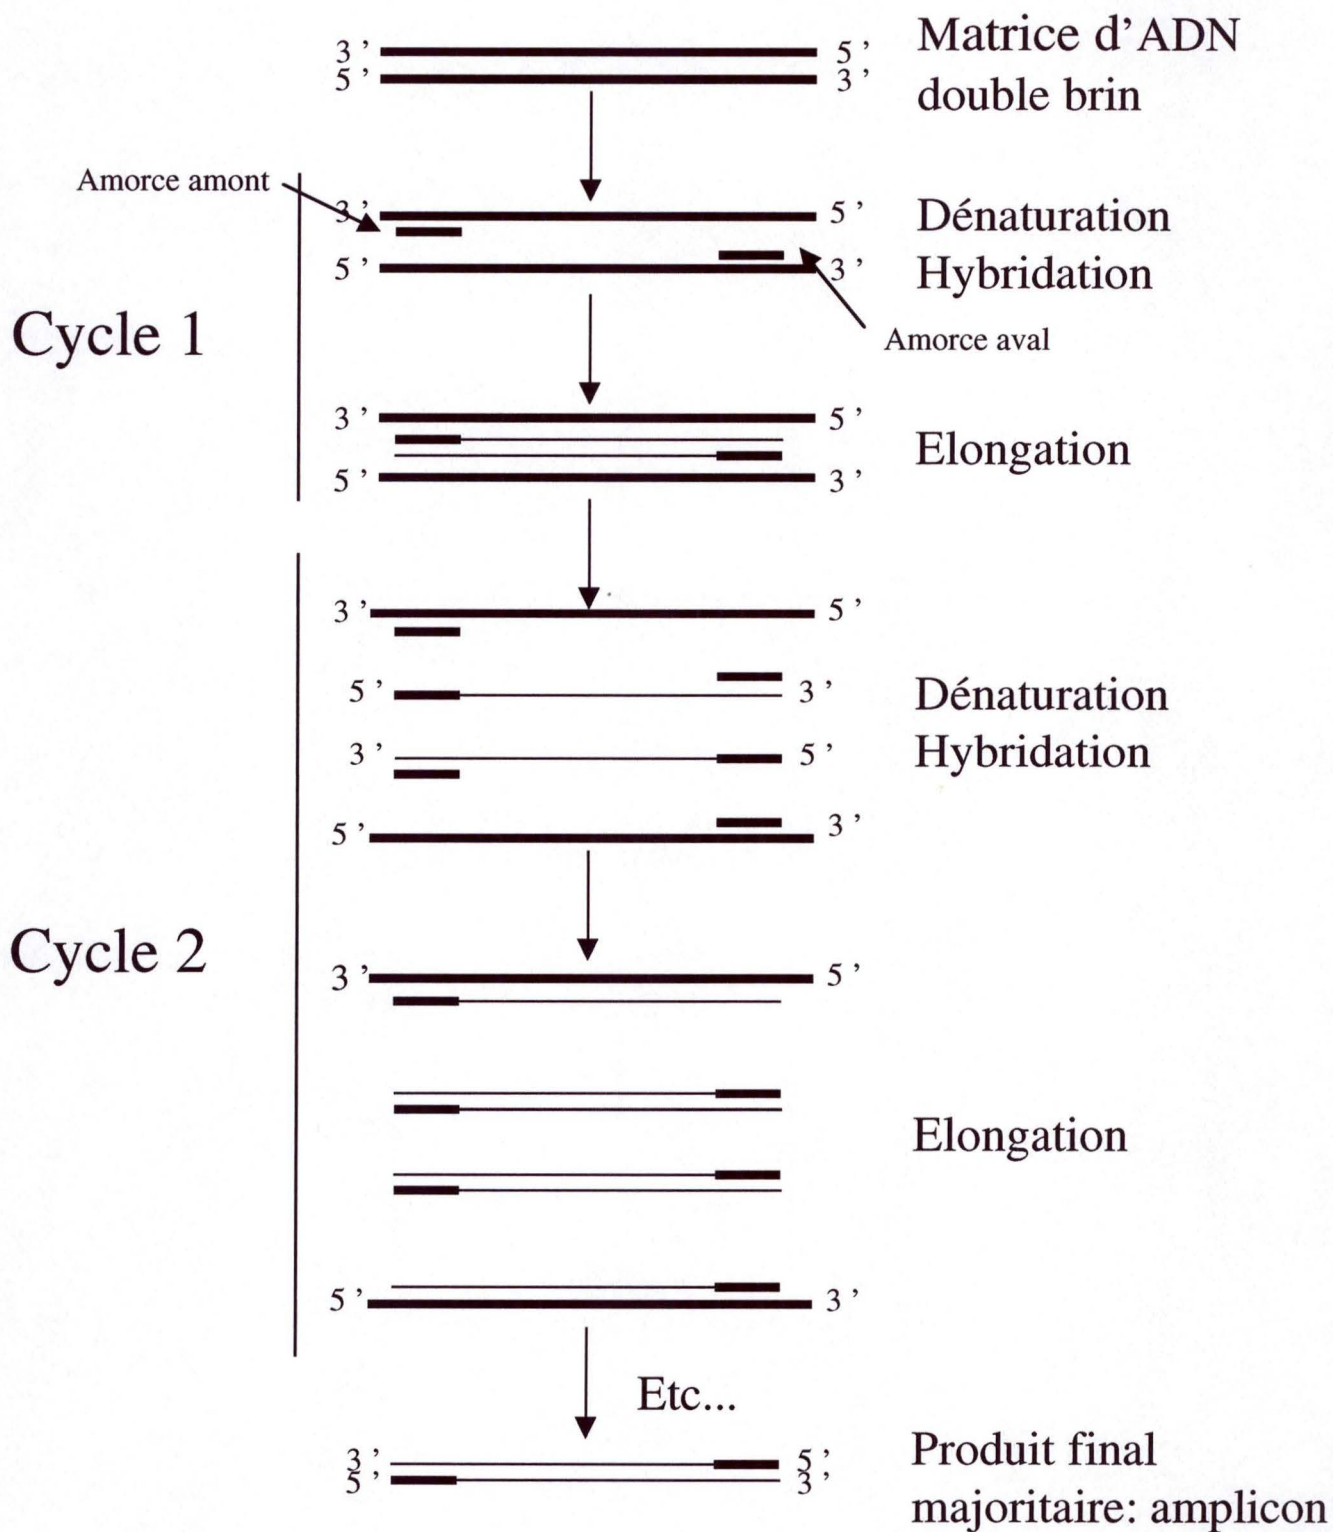 3 ’ 5 ’ Matrice d’ADN
5 ’ 3 ’ double brin
Amorce amont
3 ’ 5 ’ Dénaturation
5 ’ 3 ’ Hybridation
Cycle 1
Amorce aval
3 ’ 5 ’
Elongation
5 ’ 3 ’
3 ’ 5 ’
5 ’ 3 ’ Dénaturation
3 ’ 5 ’ Hybridation
5 ’ 3 ’
Cycle 2
3 ’ 5 ’
Elongation
5 ’ 3 ’
Etc...
3 ’ 5 ’ Produit final
5 ’ 3 ’
majoritaire: amplicon